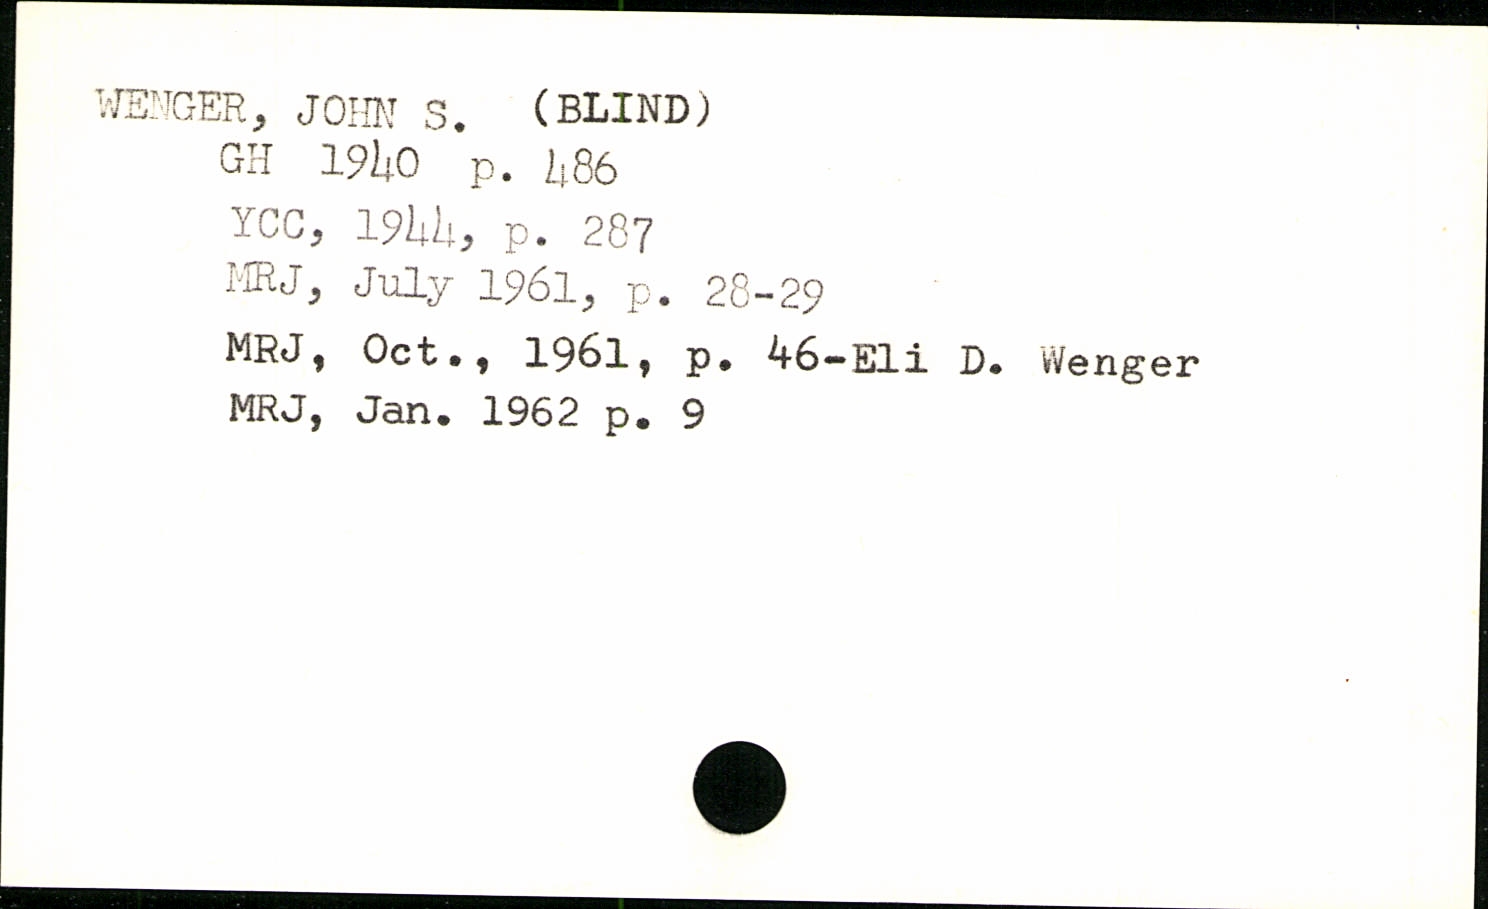 WENGER, JOHN S. (BLIND)
GH 1940 p. 486
YCC, 1944, p. 287
MRJ, July 1961, p. 28-29
MRJ, Oct., 1961, p. 46-Eli D. Wenger
MRJ, Jan. 1962 p. 9